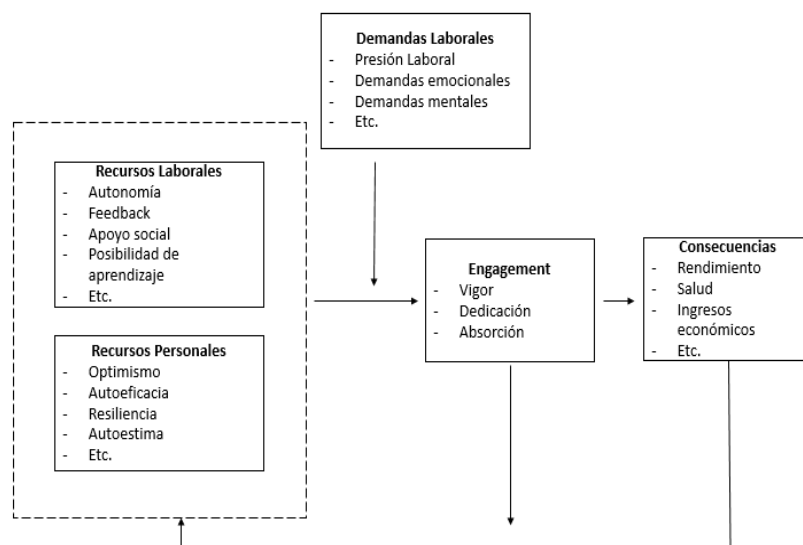 Demandas Laborales
- Presión Laboral
- Demandas emocionales
- Demandas mentales
- Etc.
Recursos Laborales
- Autonomía
- Feedback
- Apoyo social
- Posibilidad de
aprendizaje
- Etc.
Recursos Personales
- Optimismo
- Autoeficacia
- Resiliencia
- Autoestima
- Etc.
Engagement
- Vigor
- Dedicación
- Absorción
Consecuencias
- Rendimiento
- Salud
- Ingresos
económicos
- Etc.